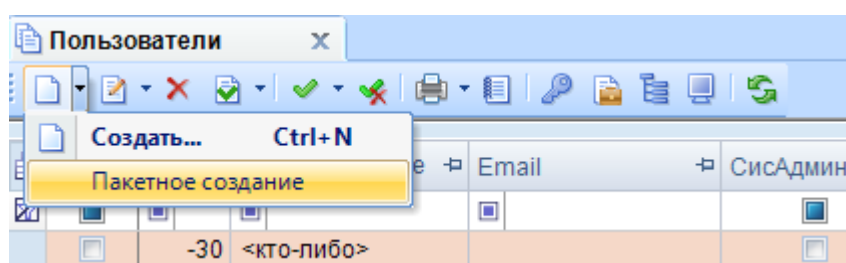 Пользователи x
Создать... Ctrl+N
Пакетное создание
е Email СисАдмин
-30 <кто-либо>